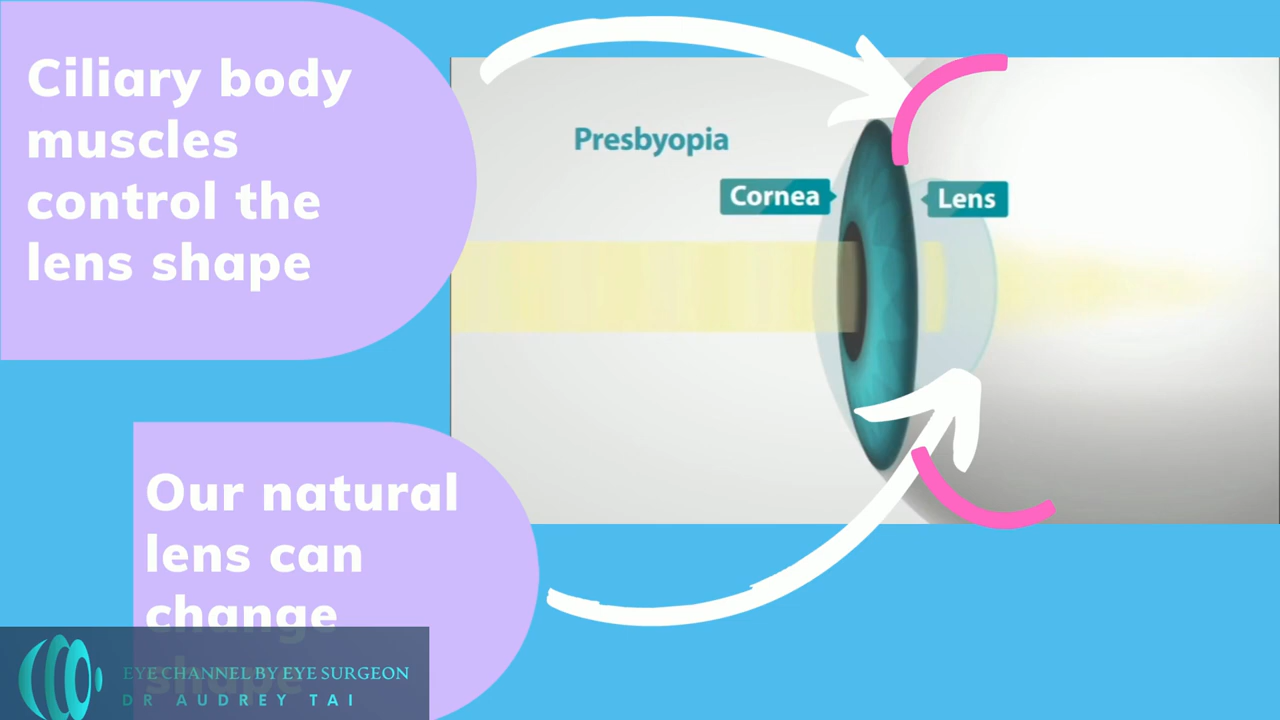 Ciliary body
muscles
control the
lens shape
Presbyopia
Cornea
Lens
Our natural
lens can
change
shape
EYE CHANNEL BY EYE SURGEON
DR AUDREY TAI